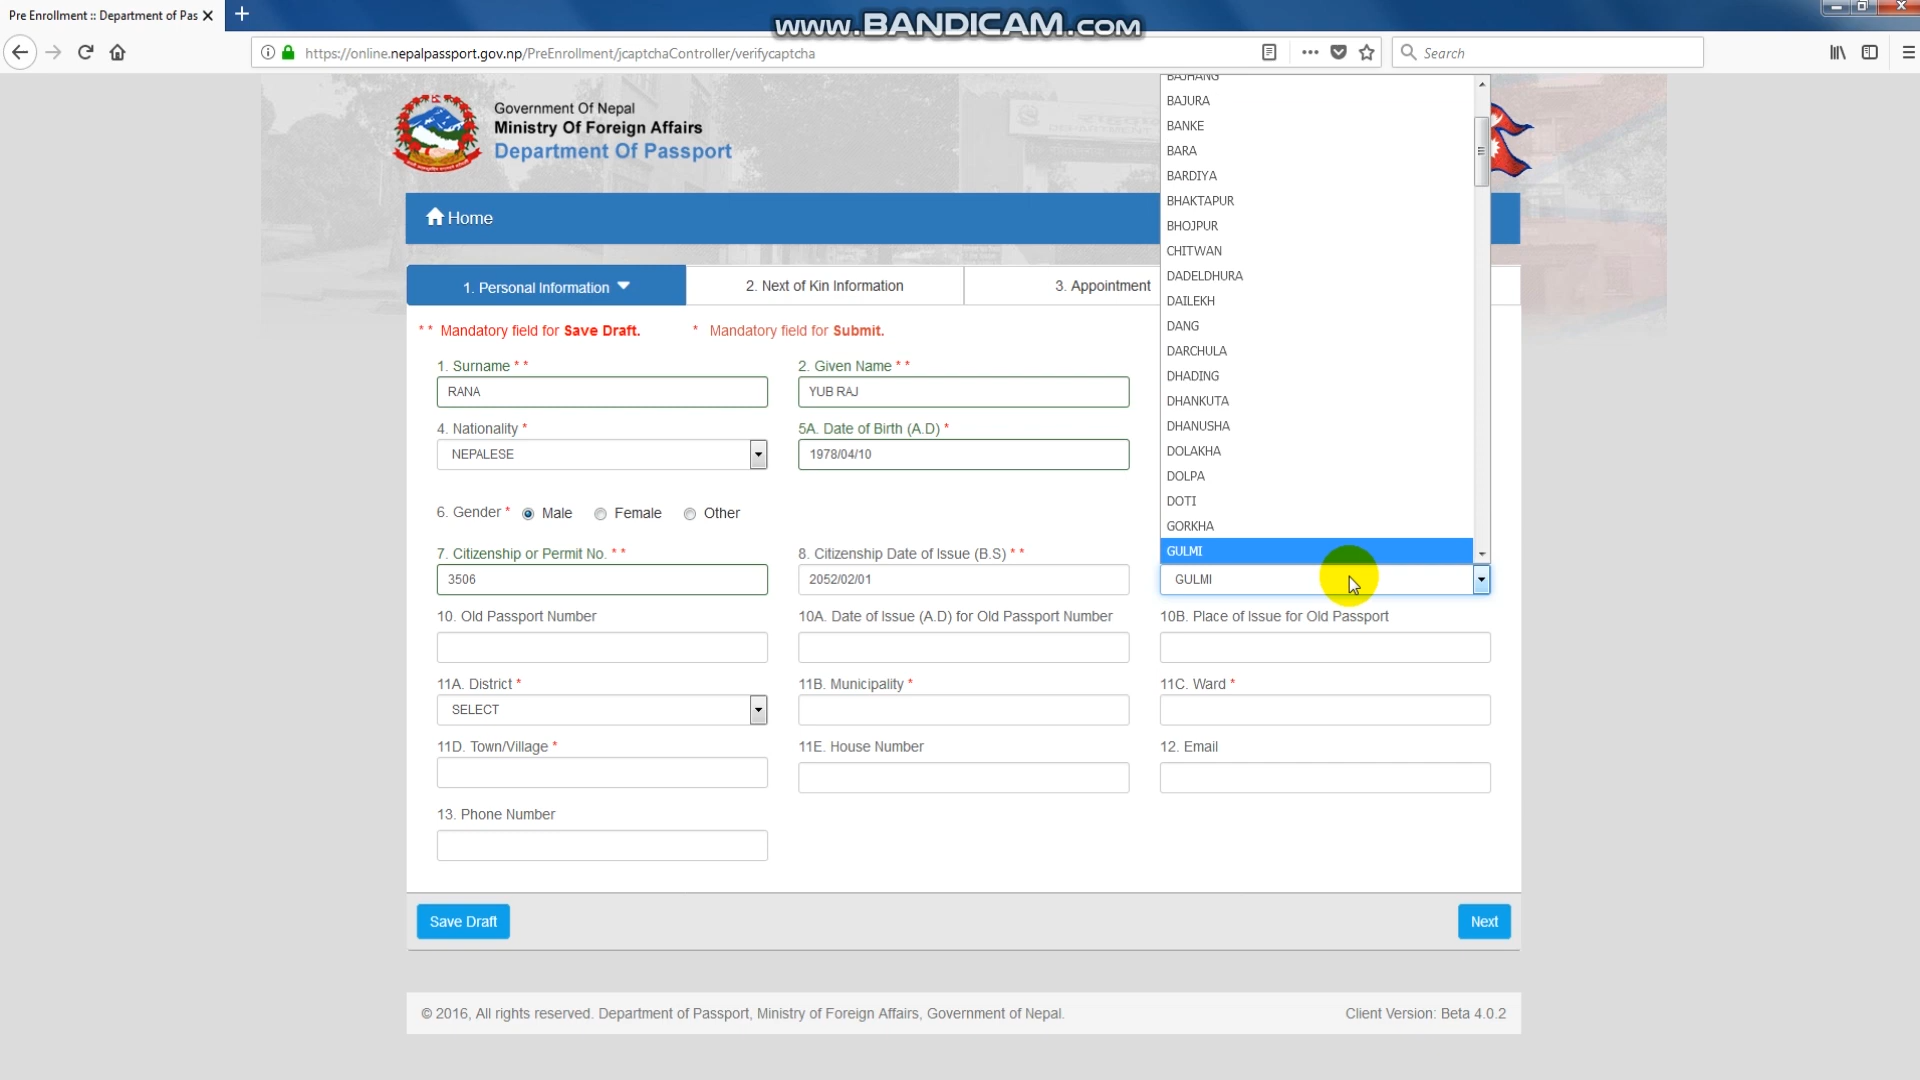 Pre Enrollment :: Department of Pas
www.BANDICAM.com
https://online.nepalpassport.gov.np/PreEnrollment/jcaptchaController/verifycaptcha
Search
Government Of Nepal
Ministry Of Foreign Affairs
Department Of Passport
Home
1. Personal Information
2. Next of Kin Information
3. Appointment
** Mandatory field for Save Draft.
* Mandatory field for Submit.
1. Surname **
RANA
2. Given Name **
YUB RAJ
4. Nationality *
NEPALESE
5A. Date of Birth (A.D) *
1978/04/10
6. Gender *
Male
Female
Other
7. Citizenship or Permit No. **
3506
8. Citizenship Date of Issue (B.S) **
2052/02/01
BAJHANG
BAJURA
BANKE
BARA
BARDIYA
BHAKTAPUR
BHOJPUR
CHITWAN
DADELDHURA
DAILEKH
DANG
DARCHULA
DHADING
DHANKUTA
DHANUSHA
DOLAKHA
DOLPA
DOTI
GORKHA
GULMI
GULMI
10. Old Passport Number
10A. Date of Issue (A.D) for Old Passport Number
10B. Place of Issue for Old Passport
11A. District *
SELECT
11B. Municipality *
11C. Ward *
11D. Town/Village *
11E. House Number
12. Email
13. Phone Number
Save Draft
Next
© 2016, All rights reserved. Department of Passport, Ministry of Foreign Affairs, Government of Nepal.
Client Version: Beta 4.0.2